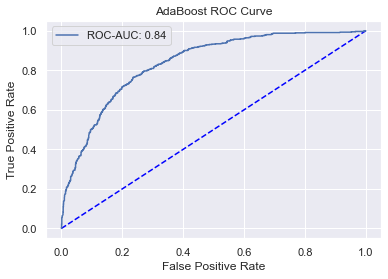 AdaBoost ROC Curve
ROC-AUC: 0.84
1.0
0.8
0.6
0.4
0.2
0.0
True Positive Rate
0.0 0.2 0.4 0.6 0.8 1.0
False Positive Rate